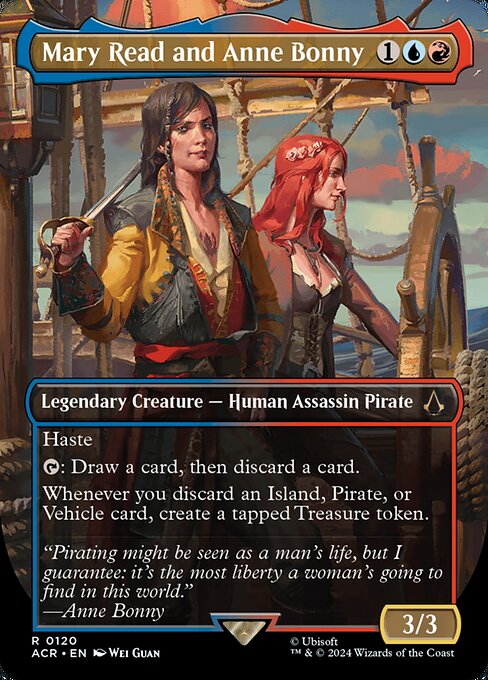 Mary Read and Anne Bonny 1
Legendary Creature — Human Assassin Pirate
Haste
: Draw a card, then discard a card.
Whenever you discard an Island, Pirate, or
Vehicle card, create a tapped Treasure token.
“Pirating might be seen as a man’s life, but I
guarantee: it’s the most liberty a woman’s going to
find in this world.”
—Anne Bonny
3/3
R 0120
ACR • EN Wei Guan
© Ubisoft
™ & © 2024 Wizards of the Coast